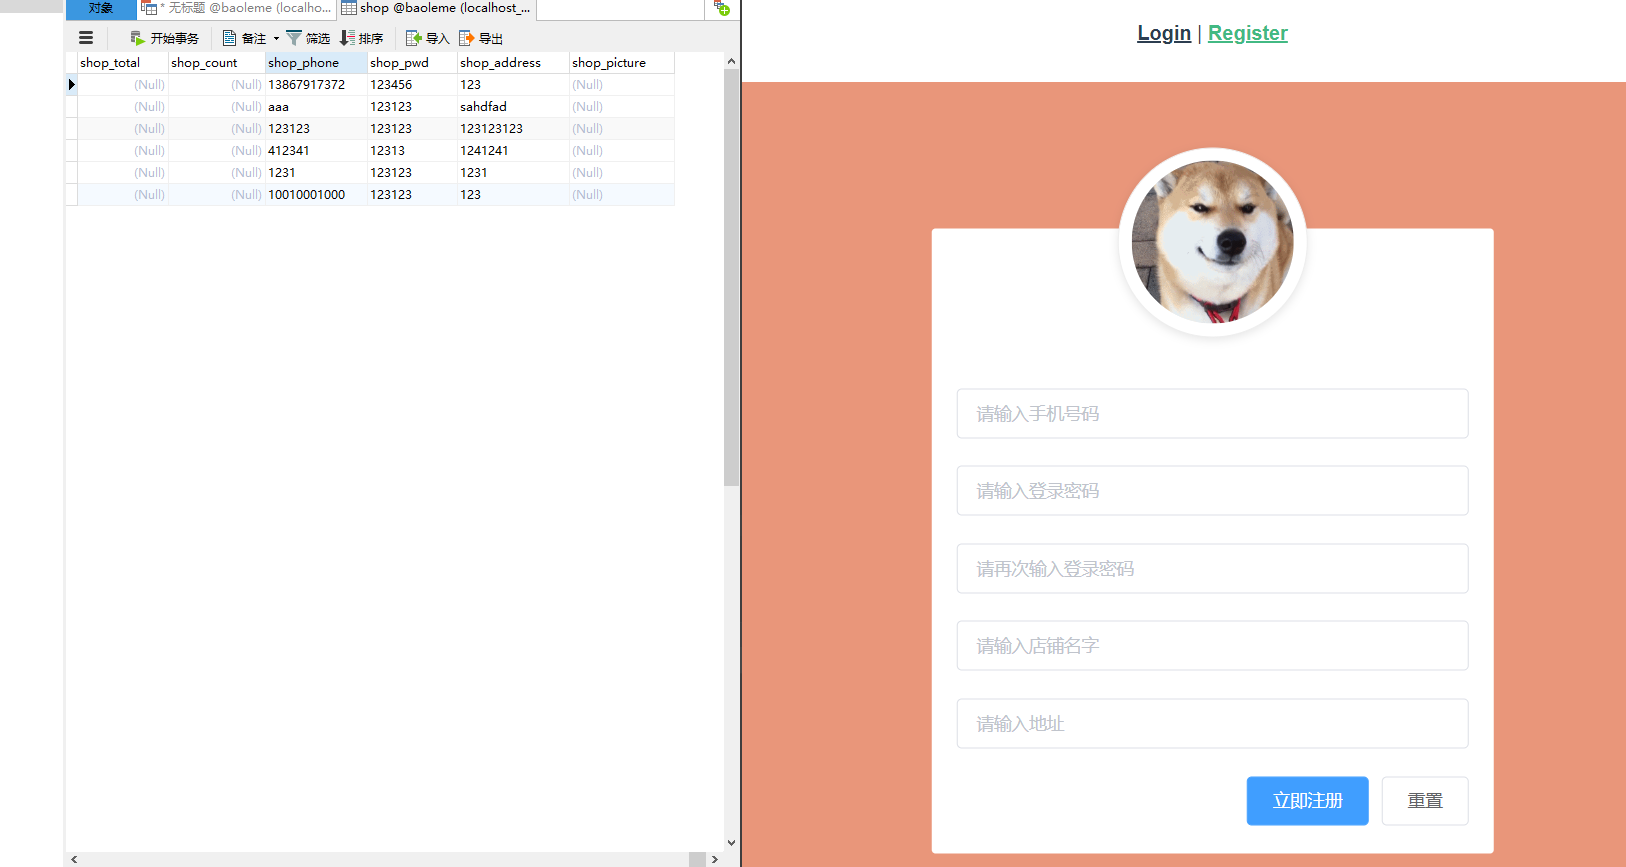 对象 * 无标题 @baoleme (localho... shop @baoleme (localhost_...
开始事务 备注 筛选 排序 导入 导出
shop_total shop_count shop_phone shop_pwd shop_address shop_picture
(Null) (Null) 13867917372 123456 123 (Null)
(Null) (Null) aaa 123123 sahdfad (Null)
(Null) (Null) 123123 123123 123123123 (Null)
(Null) (Null) 412341 12313 1241241 (Null)
(Null) (Null) 1231 123123 1231 (Null)
(Null) (Null) 10010001000 123123 123 (Null)
Login | Register
请输入手机号码
请输入登录密码
请再次输入登录密码
请输入店铺名字
请输入地址
立即注册 重置